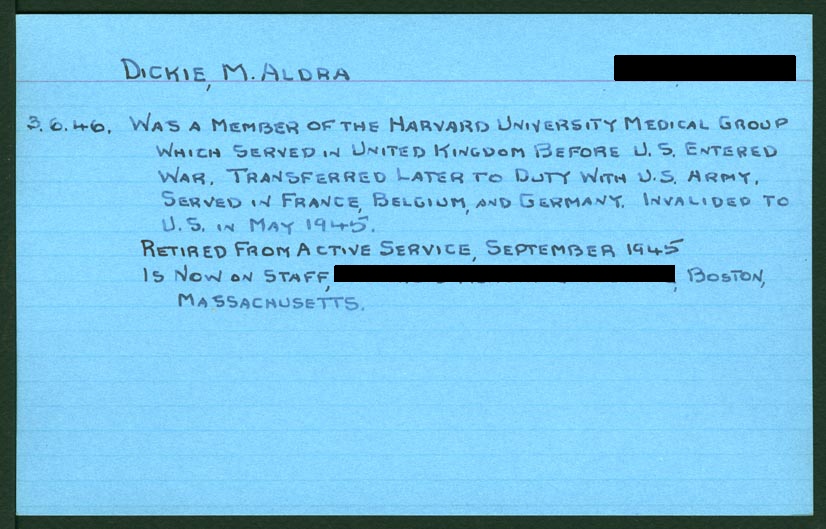 DICKIE, M. ALDRA
3.6.46. WAS A MEMBER OF THE HARVARD UNIVERSITY MEDICAL GROUP
WHICH SERVED IN UNITED KINGDOM BEFORE U.S. ENTERED
WAR. TRANSFERRED LATER TO DUTY WITH U.S. ARMY.
SERVED IN FRANCE, BELGIUM, AND GERMANY. INVALIDED TO
U.S. IN MAY 1945.
RETIRED FROM ACTIVE SERVICE, SEPTEMBER 1945
IS NOW ON STAFF, , BOSTON,
MASSACHUSETTS.